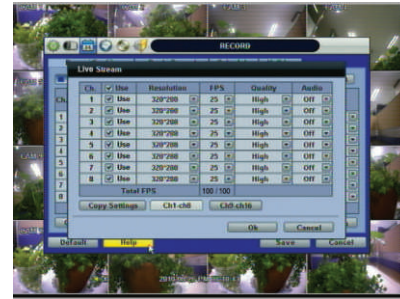 RECORD
Live Stream
Ch. Use Resolution FPS Quality Audio
1 Use 320*208 25 High Off
2 Use 320*208 25 High Off
3 Use 320*208 25 High Off
4 Use 320*208 25 High Off
5 Use 320*208 25 High Off
6 Use 320*208 25 High Off
7 Use 320*208 25 High Off
8 Use 320*208 25 High Off
Total FPS 100/100
Copy Settings Ch1-ch8 Ch9-ch16
Ok Cancel
Default Help Save Cancel